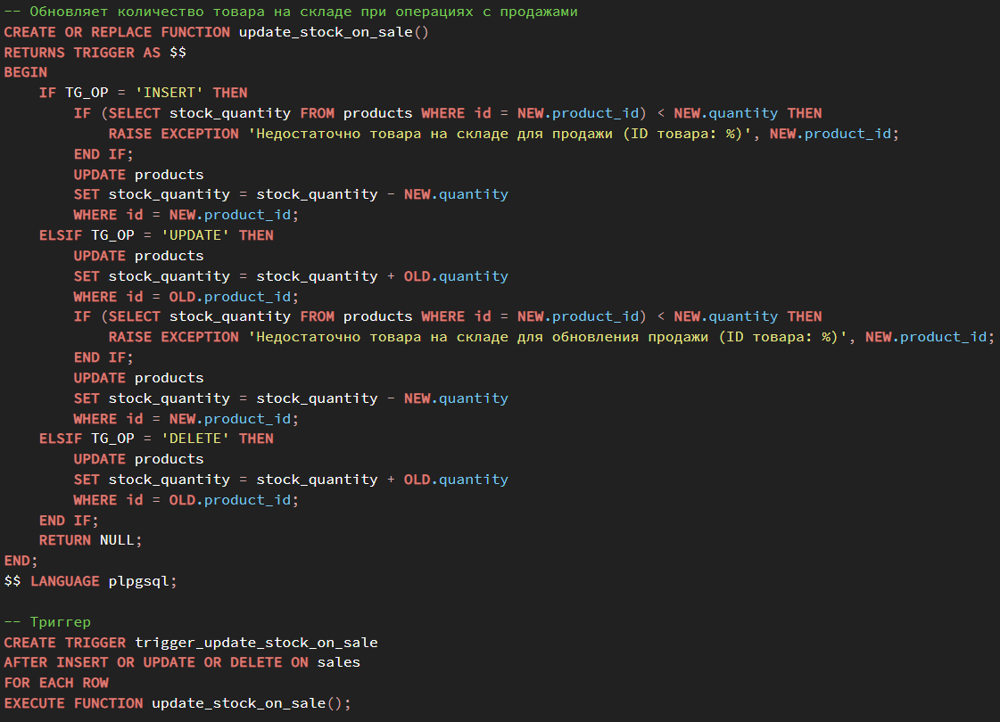 -- Обновляет количество товара на складе при операциях с продажами
CREATE OR REPLACE FUNCTION update_stock_on_sale()
RETURNS TRIGGER AS $$
BEGIN
    IF TG_OP = 'INSERT' THEN
        IF (SELECT stock_quantity FROM products WHERE id = NEW.product_id) < NEW.quantity THEN
            RAISE EXCEPTION 'Недостаточно товара на складе для продажи (ID товара: %)', NEW.product_id;
        END IF;
        UPDATE products
        SET stock_quantity = stock_quantity - NEW.quantity
        WHERE id = NEW.product_id;
    ELSIF TG_OP = 'UPDATE' THEN
        UPDATE products
        SET stock_quantity = stock_quantity + OLD.quantity
        WHERE id = OLD.product_id;
        IF (SELECT stock_quantity FROM products WHERE id = NEW.product_id) < NEW.quantity THEN
            RAISE EXCEPTION 'Недостаточно товара на складе для обновления продажи (ID товара: %)', NEW.product_id;
        END IF;
        UPDATE products
        SET stock_quantity = stock_quantity - NEW.quantity
        WHERE id = NEW.product_id;
    ELSIF TG_OP = 'DELETE' THEN
        UPDATE products
        SET stock_quantity = stock_quantity + OLD.quantity
        WHERE id = OLD.product_id;
    END IF;
    RETURN NULL;
END;
$$ LANGUAGE plpgsql;

-- Триггер
CREATE TRIGGER trigger_update_stock_on_sale
AFTER INSERT OR UPDATE OR DELETE ON sales
FOR EACH ROW
EXECUTE FUNCTION update_stock_on_sale();